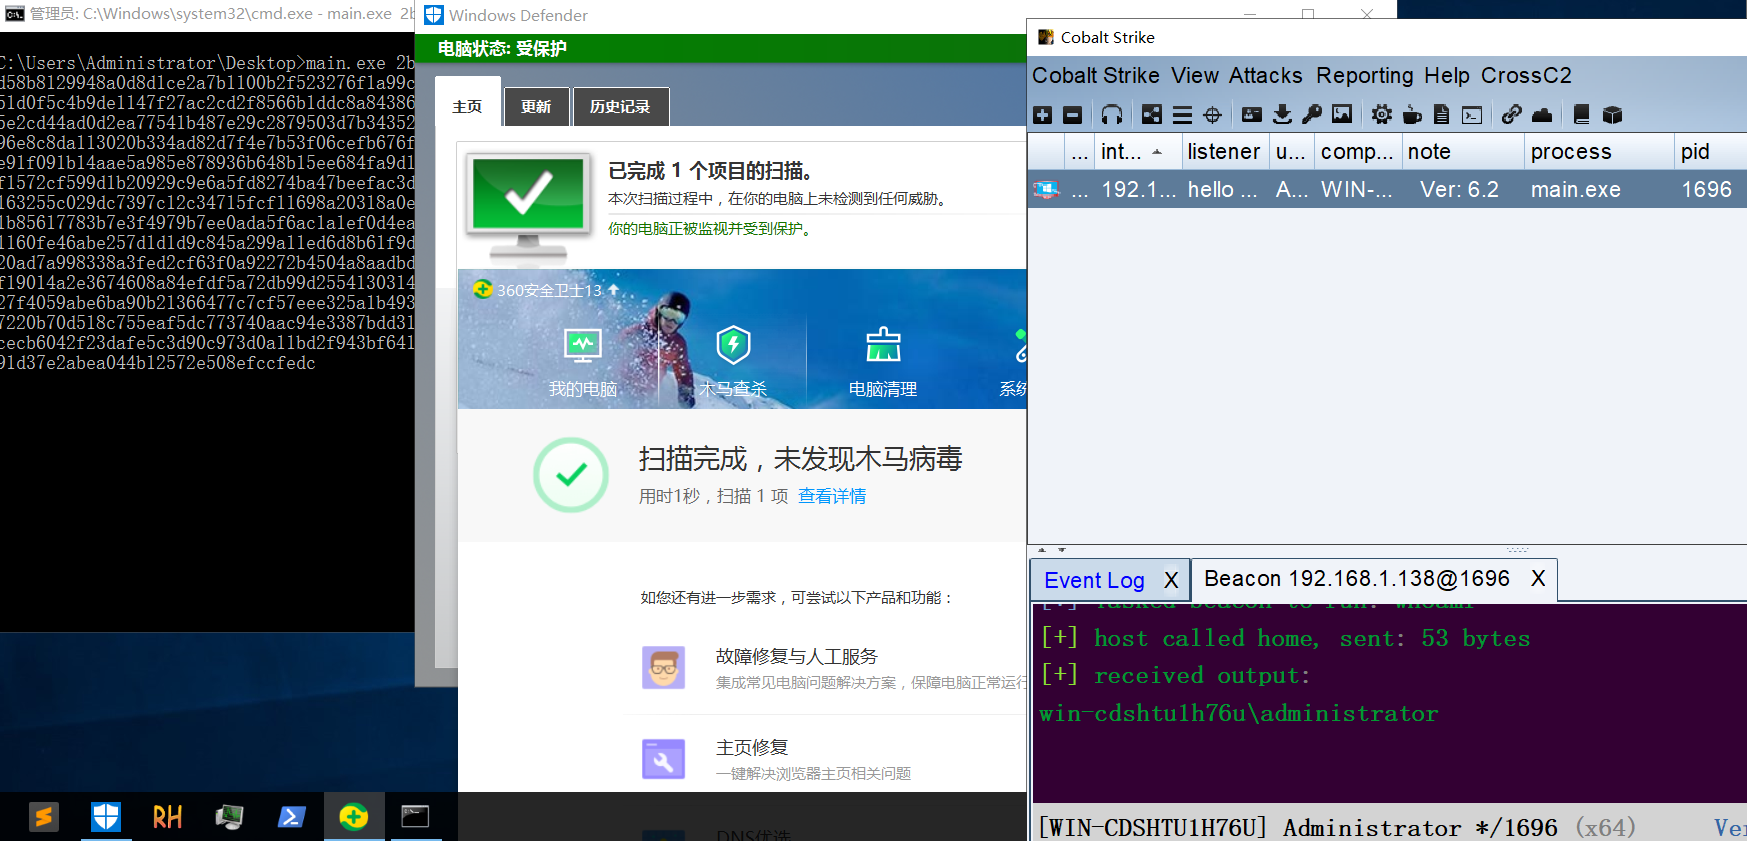 管理员: C:\Windows\system32\cmd.exe - main.exe 2b
C:\Users\Administrator\Desktop>main.exe 2b
d58b8129948a0d8d1ce2a7b1100b2f523276f1a99c
51d0f5c4b9de1147f27ac2cd2f8566b1ddc8a84386
5e2cd44ad0d2ea77541b487e29c2879503d7b34352
96e8c8da113020b334ad82d7f4e7b53f06cefb676f
e91f091b14aae5a985e878936b648b15ee684fa9d1
f1572cf599d1b20929c9e6a5fd8274ba47beefac3d
163255c029dc7397c12c34715fcf11698a20318a0e
1b85617783b7e3f4979b7ee0ada5f6ac1a1ef0d4ea
1160fe46abe257d1d1d9c845a299a11ed6d8b61f9d
20ad7a998338a3fed2cf63f0a92272b4504a8aadbd
f19014a2e3674608a84efdf5a72db99d2554130314
27f4059abe6ba90b21366477c7cf57eee325a1b493
7220b70d518c755eaf5dc773740aac94e3387bdd31
cecb6042f23dafe5c3d90c973d0a11bd2f943bf641
91d37e2abea044b12572e508efccfedc
Windows Defender
电脑状态: 受保护
主页 更新 历史记录
已完成 1 个项目的扫描。
本次扫描过程中，在你的电脑上未检测到任何威胁。
你的电脑正被监视并受到保护。
360安全卫士13
我的电脑 木马查杀 电脑清理 系统
扫描完成，未发现木马病毒
用时1秒，扫描 1 项 查看详情
如您还有进一步需求，可尝试以下产品和功能：
故障修复与人工服务
集成常见电脑问题解决方案，保障电脑正常运行
主页修复
一键解决浏览器主页相关问题
DNS优选
Cobalt Strike
Cobalt Strike View Attacks Reporting Help CrossC2
... int... listener u... comp... note process pid
... 192.1... hello ... A... WIN-... Ver: 6.2 main.exe 1696
Event Log X Beacon 192.168.1.138@1696 X
Tasked beacon to run: whoami
[+] host called home, sent: 53 bytes
[+] received output:
win-cdshtu1h76u\administrator
[WIN-CDSHTU1H76U] Administrator */1696 (x64) Ver
RH